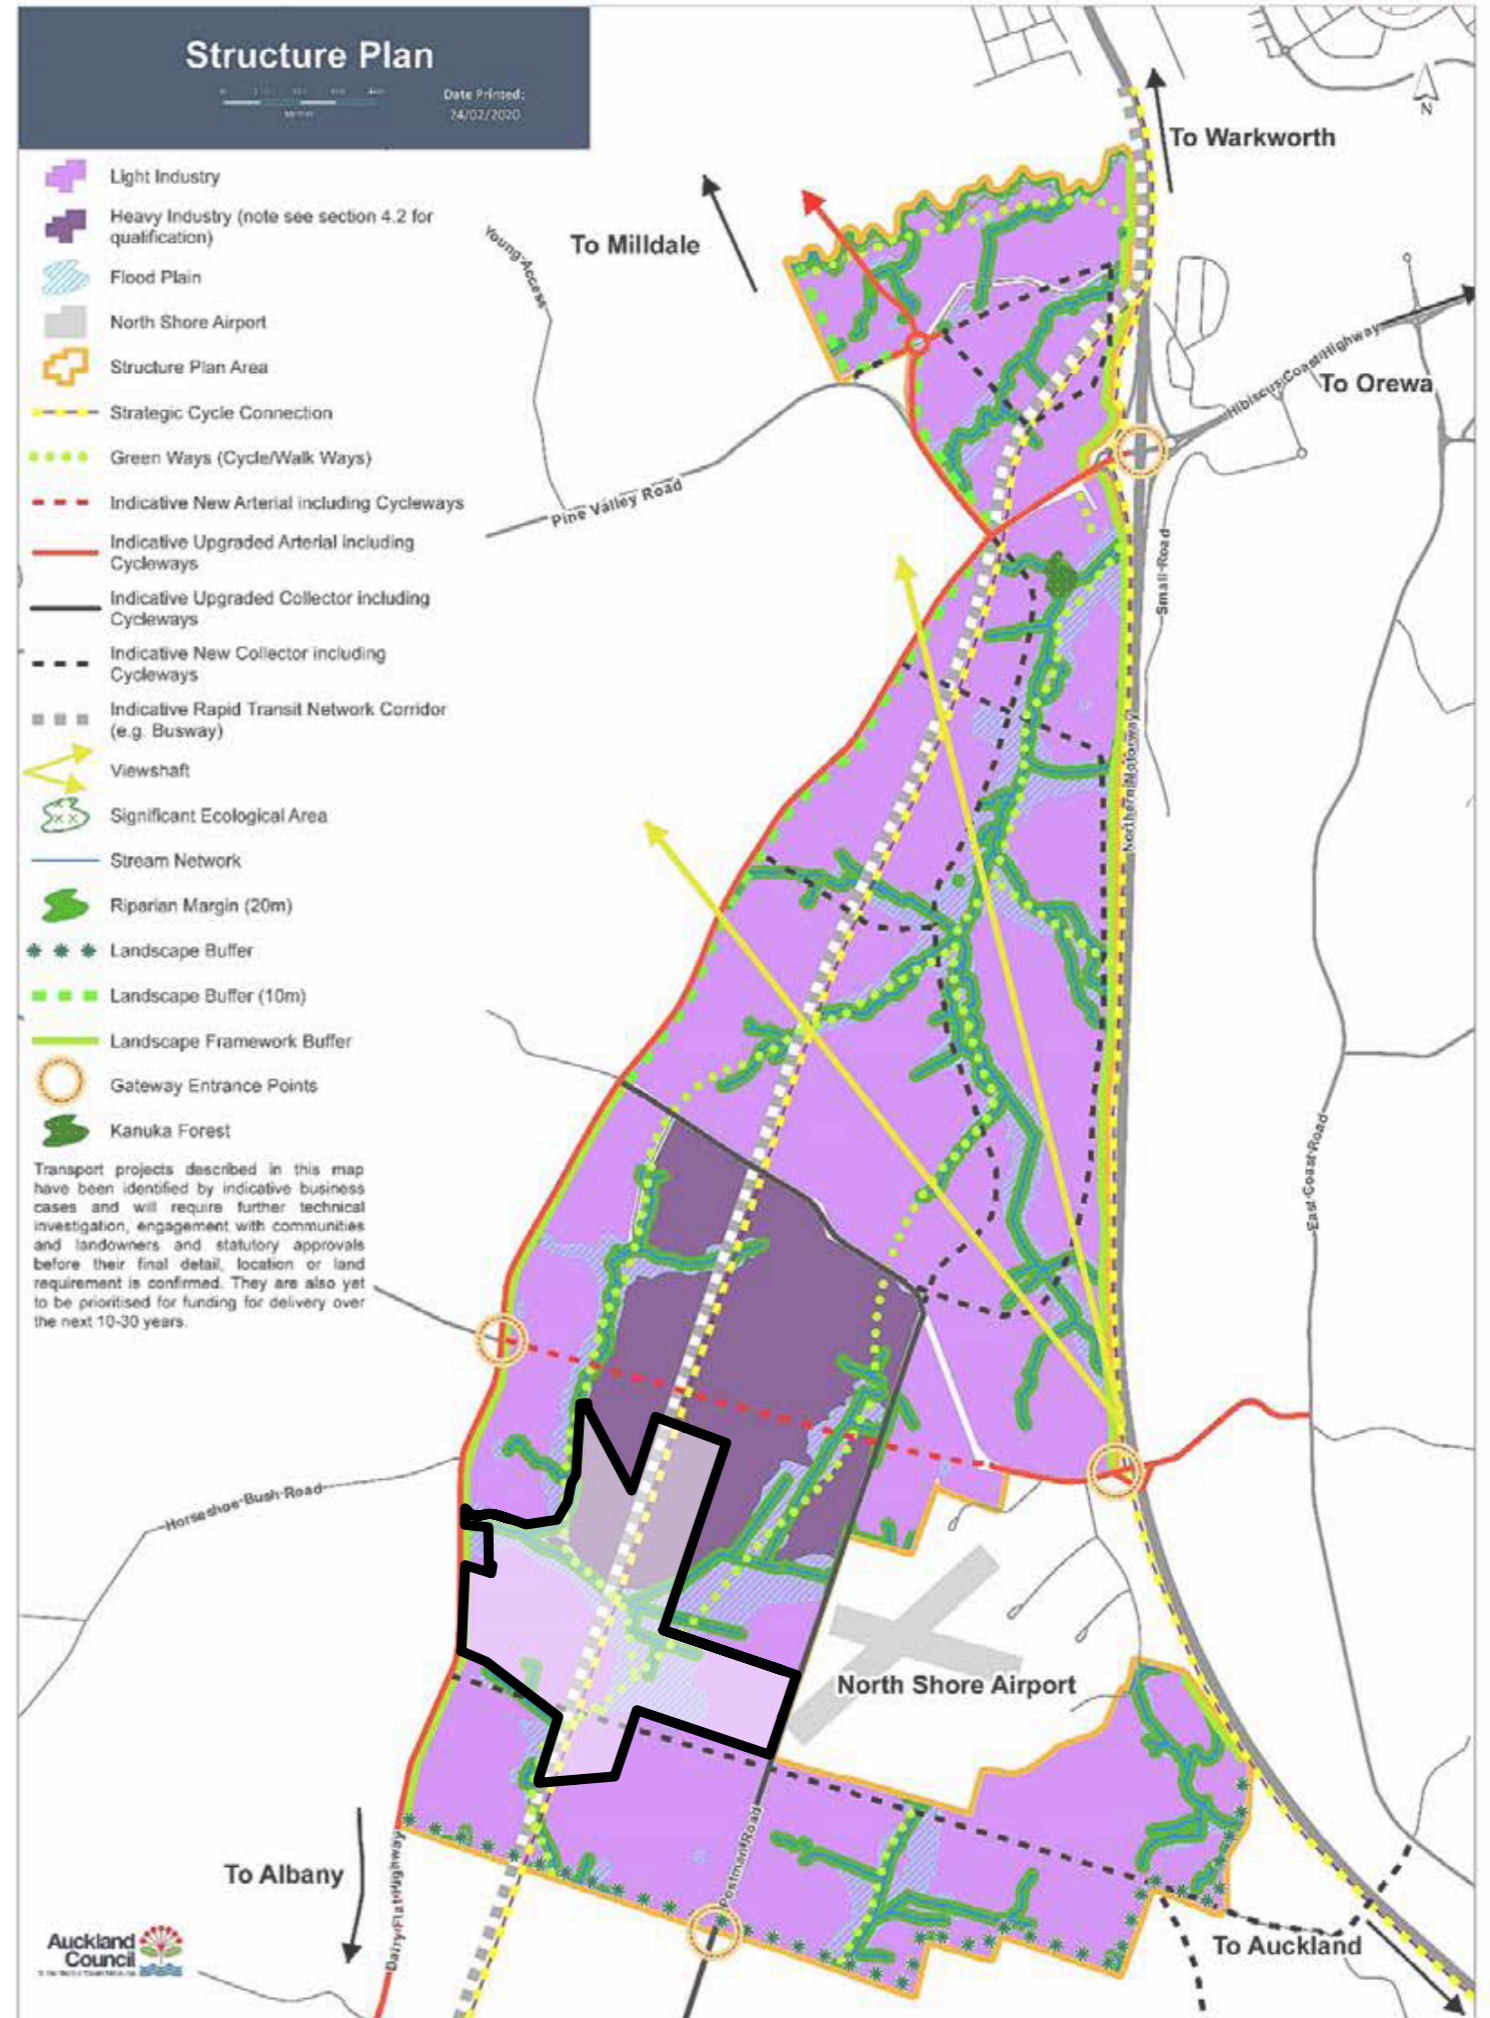 Structure Plan
Date Printed:
24/02/2020
Light Industry
Heavy Industry (note see section 4.2 for
qualification)
Flood Plain
North Shore Airport
Structure Plan Area
Strategic Cycle Connection
Green Ways (Cycle/Walk Ways)
Indicative New Arterial including Cycleways
Indicative Upgraded Arterial including
Cycleways
Indicative Upgraded Collector including
Cycleways
Indicative New Collector including
Cycleways
Indicative Rapid Transit Network Corridor
(e.g. Busway)
Viewshaft
Significant Ecological Area
Stream Network
Riparian Margin (20m)
Landscape Buffer
Landscape Buffer (10m)
Landscape Framework Buffer
Gateway Entrance Points
Kanuka Forest
Transport projects described in this map
have been identified by indicative business
cases and will require further technical
investigation, engagement with communities
and landowners and statutory approvals
before their final detail, location or land
requirement is confirmed. They are also yet
to be prioritised for funding for delivery over
the next 10-30 years.
N
To Warkworth
To Milldale
Young Access
Hibiscus Coast Highway
To Orewa
Pine Valley Road
Small Road
Northern Motorway
East Coast Road
Horseshoe Bush Road
North Shore Airport
Postman Road
Dairy Flat Highway
To Albany
To Auckland
Auckland
Council